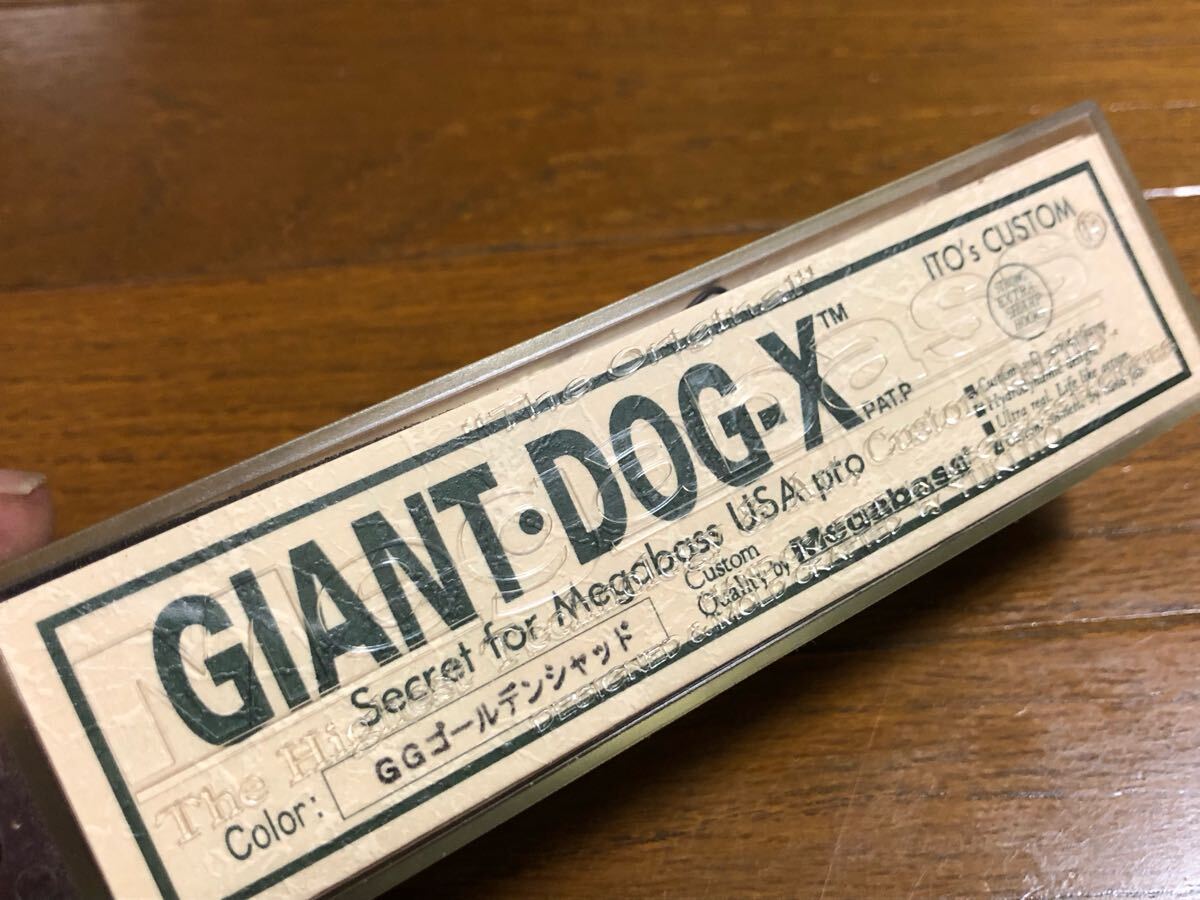 ITO's CUSTOM
"The Original"
GIANT·DOG-X™
PAT.P
Secret for Megabass USA pro
Custom
Quality by Megabass®
Megabass®
The Highest
DESIGNED & MOLD CRAFTED by YUKI ITO
Color: GGゴールデンシャッド